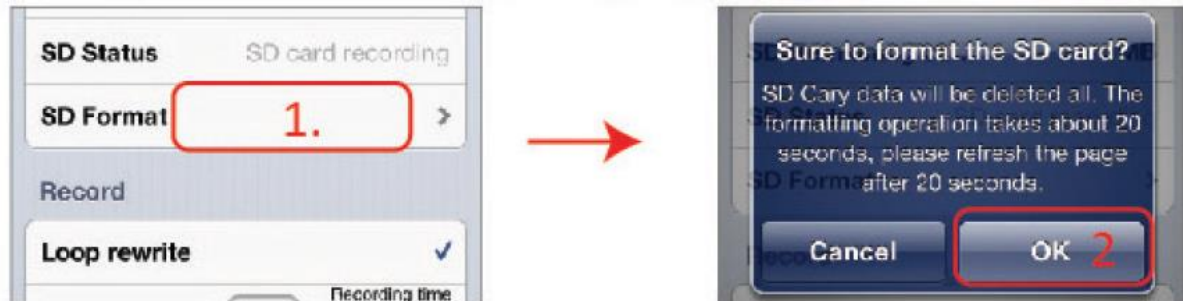 SD Status SD card recording
SD Format 1. >
Record
Loop rewrite ✓
Recording time
Sure to format the SD card?
SD Cary data will be deleted all. The
formatting operation takes about 20
seconds, please refresh the page
after 20 seconds.
Cancel OK 2